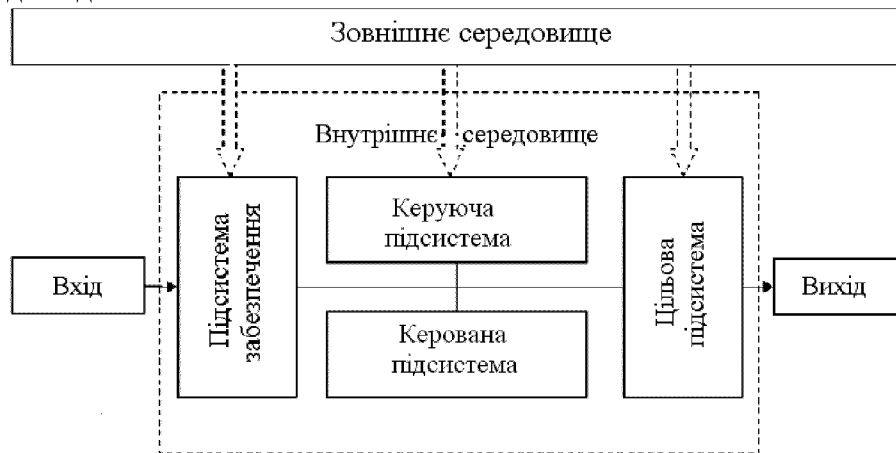 Зовнішнє середовище
Внутрішнє середовище
Підсистема
забезпечення
Керуюча
підсистема
Цільова
підсистема
Вхід
Вихід
Керована
підсистема